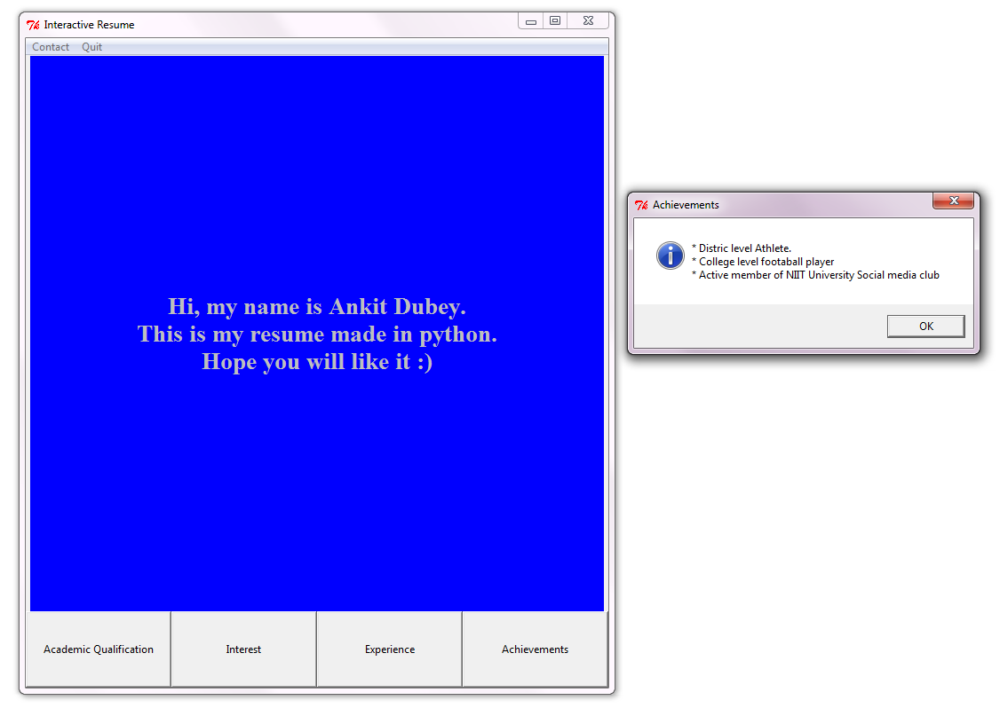 Interactive Resume
Contact Quit
Hi, my name is Ankit Dubey.
This is my resume made in python.
Hope you will like it :)
Academic Qualification
Interest
Experience
Achievements
Achievements
* Distric level Athlete.
* College level footaball player
* Active member of NIIT University Social media club
OK